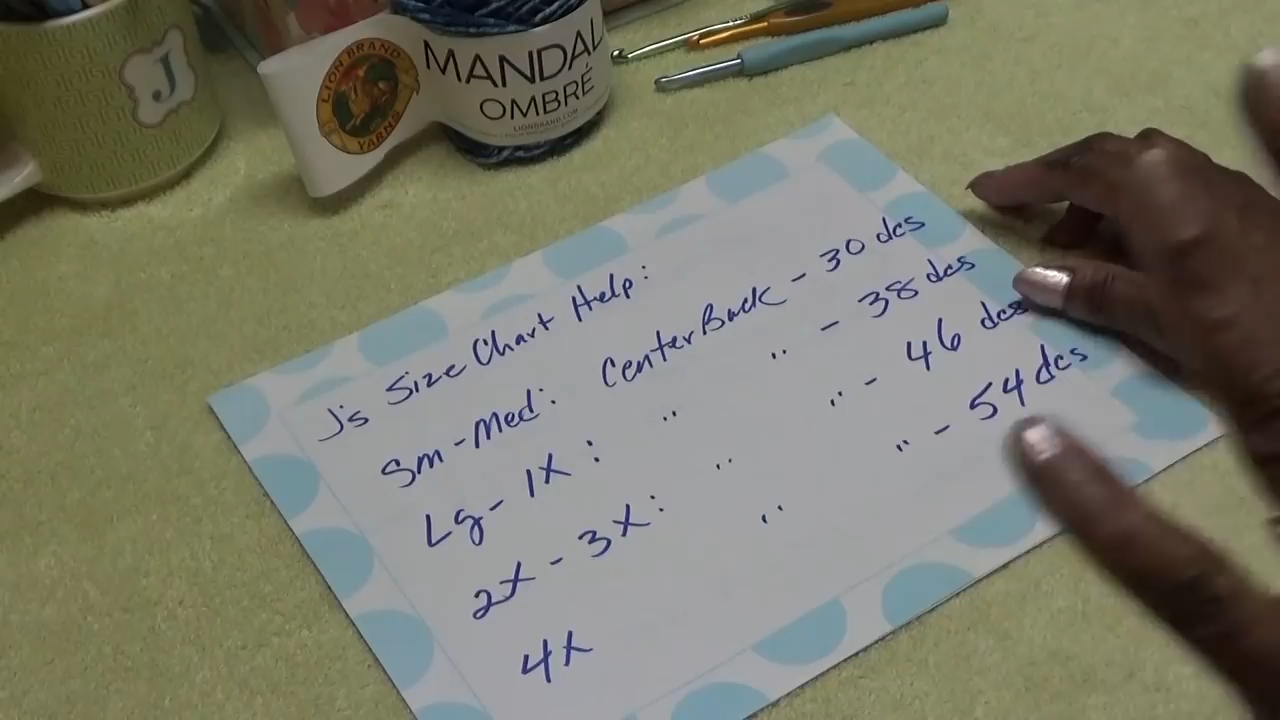 J
LION BRAND
YARNS
MANDAL
OMBRÉ
LIONBRAND.COM
J's Size Chart Help:
Sm-Med: Center Back - 30 dcs
Lg- 1X: " " - 38 dcs
2X - 3X: " " - 46 dcs
4X " " - 54 dcs